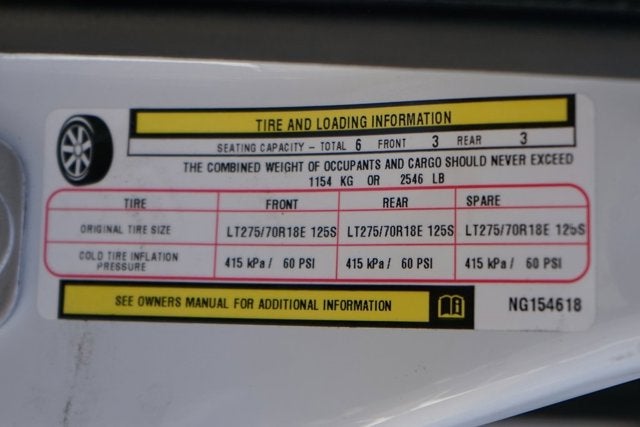 TIRE AND LOADING INFORMATION
SEATING CAPACITY - TOTAL 6 FRONT 3 REAR 3
THE COMBINED WEIGHT OF OCCUPANTS AND CARGO SHOULD NEVER EXCEED
1154 KG OR 2546 LB
TIRE FRONT REAR SPARE
ORIGINAL TIRE SIZE LT275/70R18E 125S LT275/70R18E 125S LT275/70R18E 125S
COLD TIRE INFLATION
PRESSURE 415 kPa / 60 PSI 415 kPa / 60 PSI 415 kPa / 60 PSI
SEE OWNERS MANUAL FOR ADDITIONAL INFORMATION
NG154618